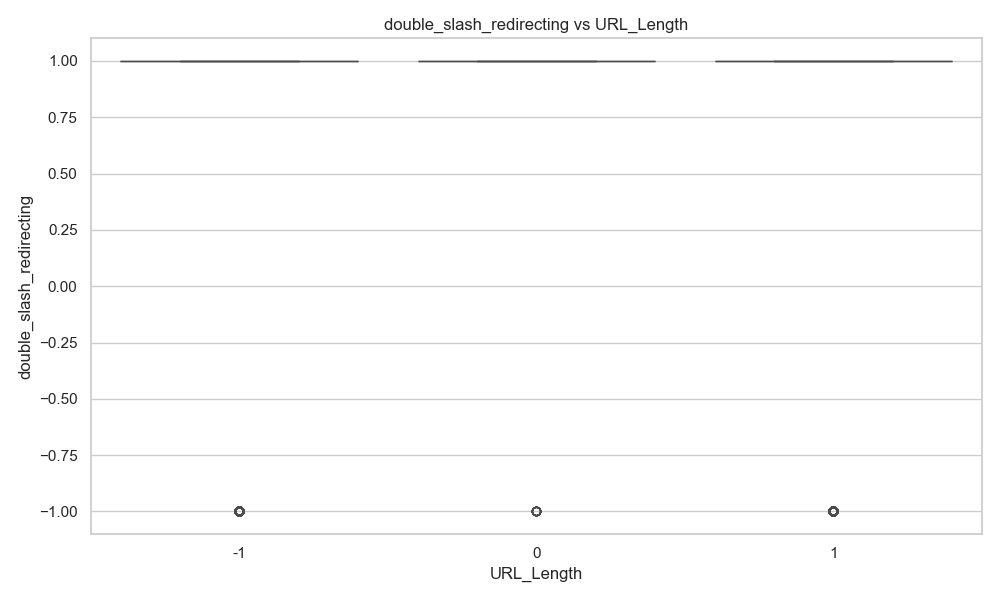 double_slash_redirecting vs URL_Length
1.00
0.75
0.50
0.25
0.00
−0.25
−0.50
−0.75
−1.00
double_slash_redirecting
-1 0 1
URL_Length